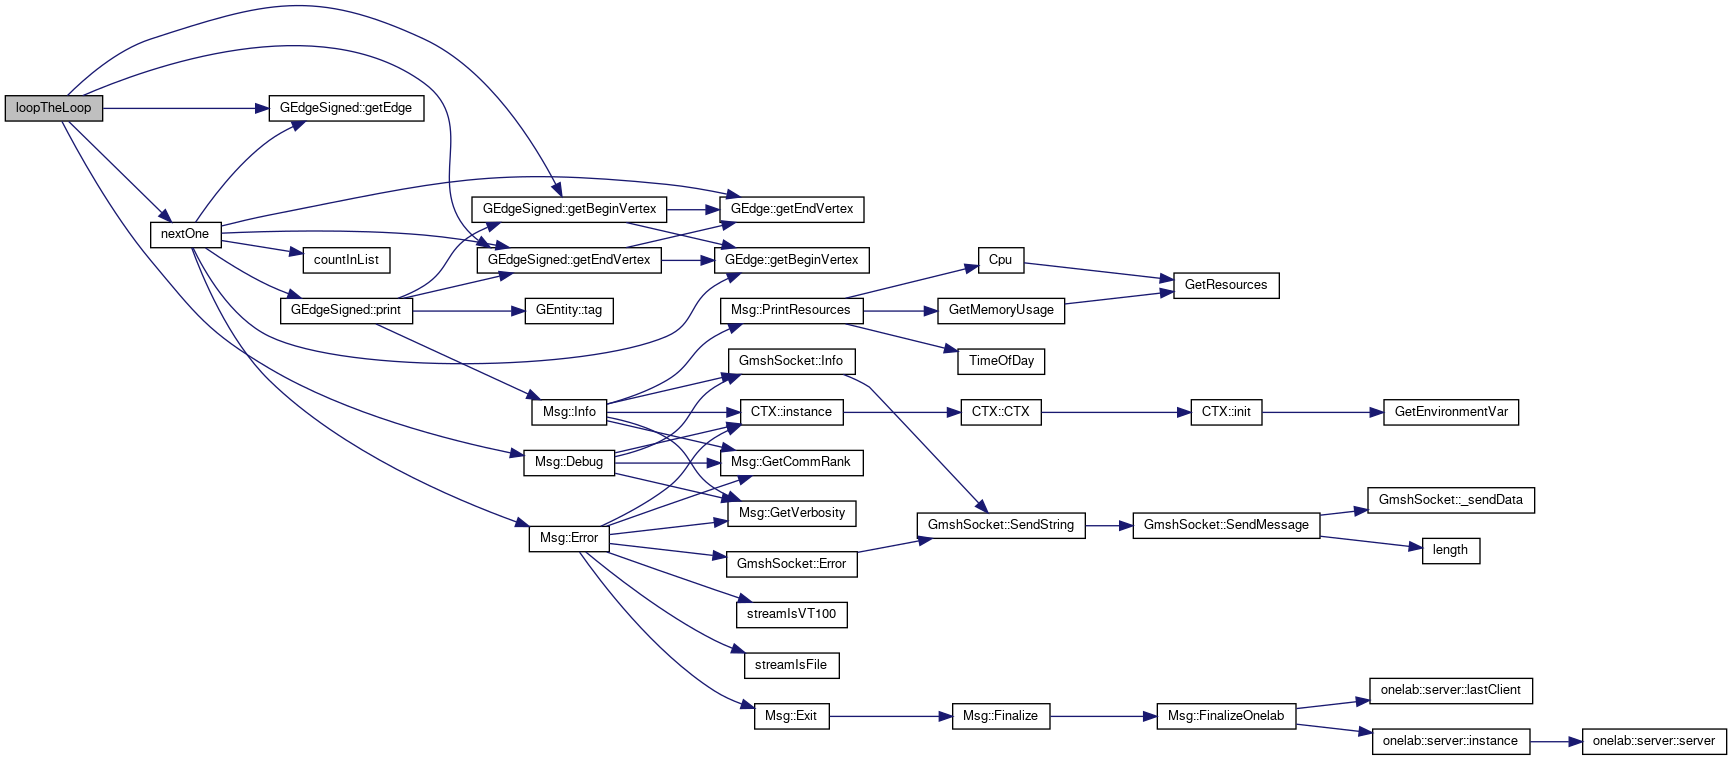 loopTheLoop
GEdgeSigned::getEdge
nextOne
countInList
GEdgeSigned::print
GEdgeSigned::getBeginVertex
GEdgeSigned::getEndVertex
GEntity::tag
Msg::Info
Msg::Debug
Msg::Error
GEdge::getEndVertex
GEdge::getBeginVertex
Msg::PrintResources
GmshSocket::Info
CTX::instance
Msg::GetCommRank
Msg::GetVerbosity
GmshSocket::Error
streamIsVT100
streamIsFile
Msg::Exit
Cpu
GetMemoryUsage
TimeOfDay
CTX::CTX
GmshSocket::SendString
Msg::Finalize
GetResources
CTX::init
GmshSocket::SendMessage
Msg::FinalizeOnelab
GetEnvironmentVar
GmshSocket::_sendData
length
onelab::server::lastClient
onelab::server::instance
onelab::server::server